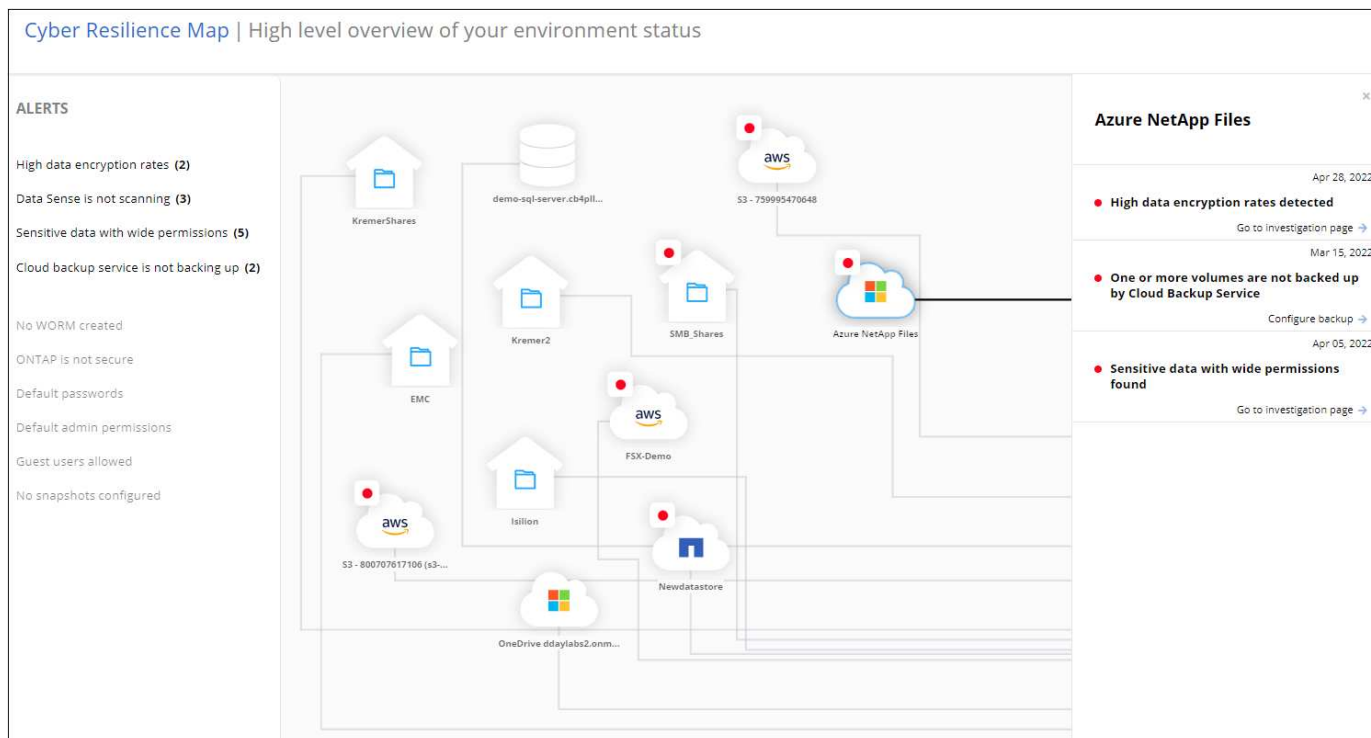 Cyber Resilience Map | High level overview of your environment status
ALERTS
High data encryption rates (2)
Data Sense is not scanning (3)
Sensitive data with wide permissions (5)
Cloud backup service is not backing up (2)
No WORM created
ONTAP is not secure
Default passwords
Default admin permissions
Guest users allowed
No snapshots configured
KremerShares
demo-sql-server.cb4pll...
aws
S3 - 759995470648
Kremer2
SMB_Shares
Azure NetApp Files
EMC
aws
FSX-Demo
Isilion
aws
S3 - 800707617106 (s3-...
Newdatastore
OneDrive ddaylabs2.onm...
Azure NetApp Files
Apr 28, 2022
High data encryption rates detected
Go to investigation page
Mar 15, 2022
One or more volumes are not backed up
by Cloud Backup Service
Configure backup
Apr 05, 2022
Sensitive data with wide permissions
found
Go to investigation page